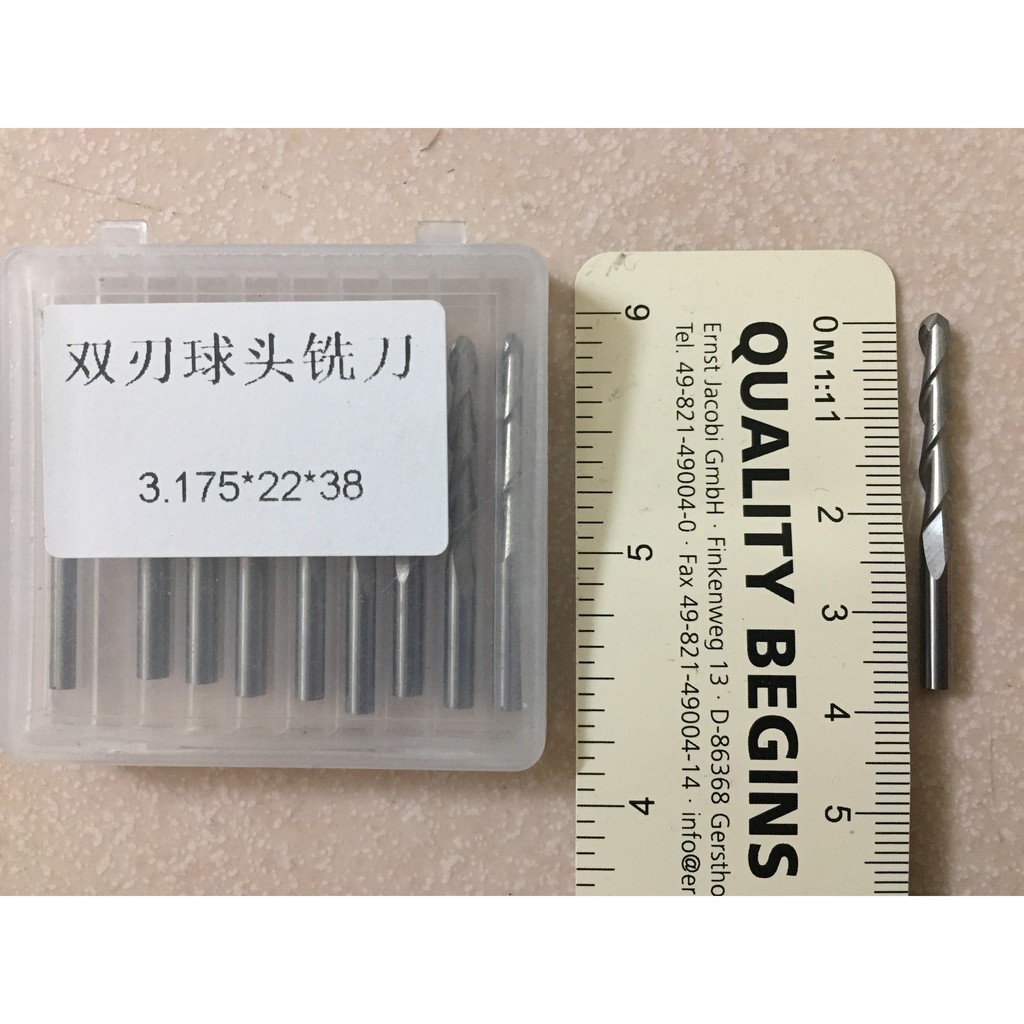 双刃球头铣刀
3.175*22*38
0 M 1:1 1 2 3 4 5
QUALITY BEGINS
Ernst Jacobi GmbH · Finkenweg 13 · D-86368 Gerstho
Tel. 49-821-49004-0 · Fax 49-821-49004-14 · info@er
6 5 4